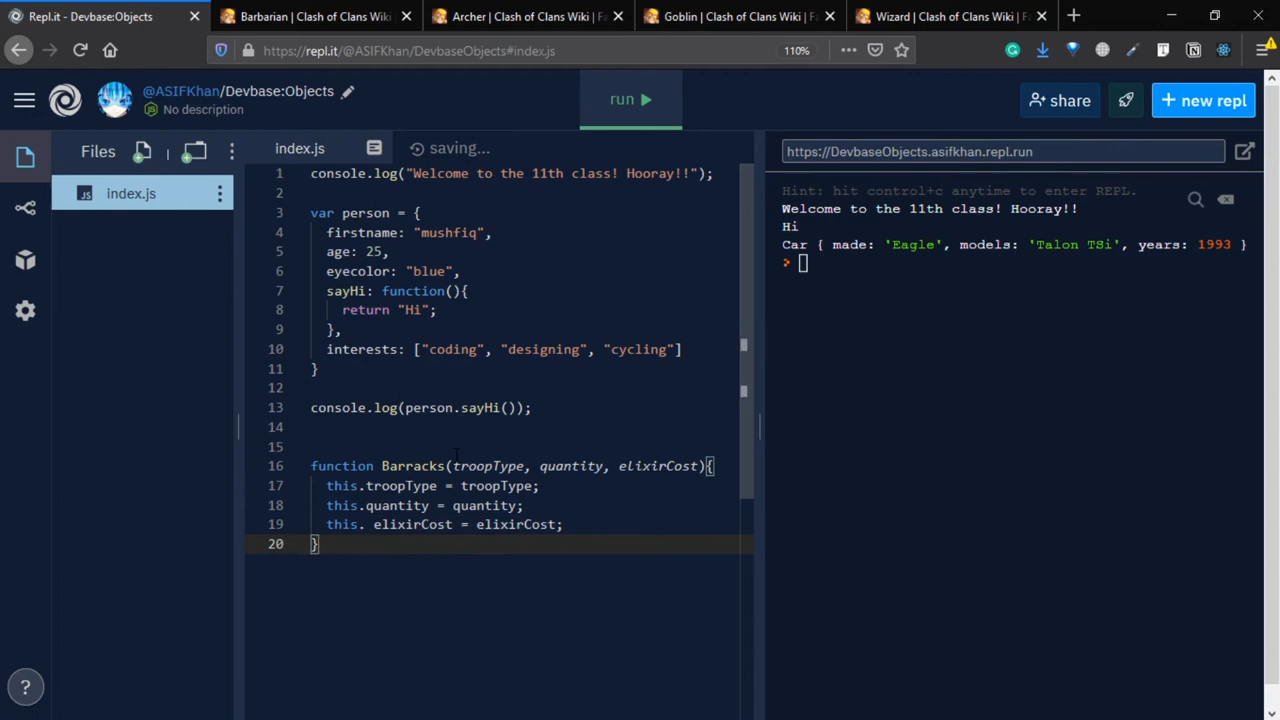 Repl.it - Devbase:Objects
Barbarian | Clash of Clans Wiki |
Archer | Clash of Clans Wiki | Fa
Goblin | Clash of Clans Wiki | Fa
Wizard | Clash of Clans Wiki | Fa
https://repl.it/@ASIFKhan/DevbaseObjects#index.js
110%
@ASIFKhan/Devbase:Objects
No description
run
share
+ new repl
Files
index.js
index.js
saving...
1 console.log("Welcome to the 11th class! Hooray!!");
2
3 var person = {
4 firstname: "mushfiq",
5 age: 25,
6 eyecolor: "blue",
7 sayHi: function(){
8 return "Hi";
9 },
10 interests: ["coding", "designing", "cycling"]
11 }
12
13 console.log(person.sayHi());
14
15
16 function Barracks(troopType, quantity, elixirCost){
17 this.troopType = troopType;
18 this.quantity = quantity;
19 this. elixirCost = elixirCost;
20 }
https://DevbaseObjects.asifkhan.repl.run
Hint: hit control+c anytime to enter REPL.
Welcome to the 11th class! Hooray!!
Hi
Car { made: 'Eagle', models: 'Talon TSi', years: 1993 }
>
?